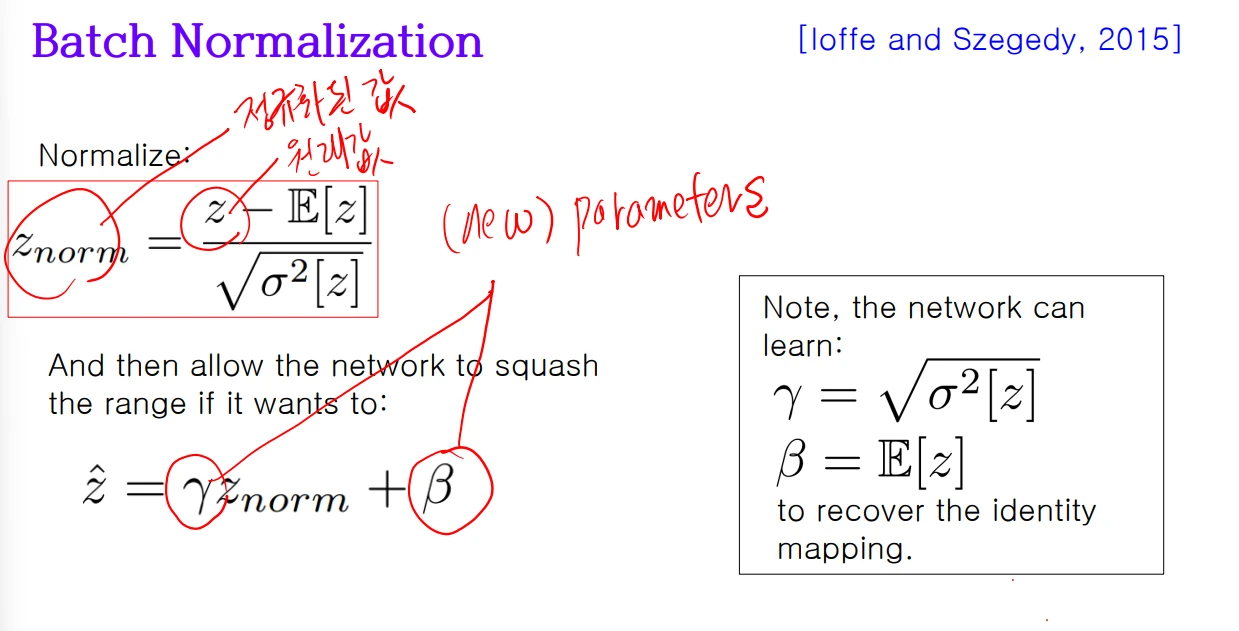 Batch Normalization
[Ioffe and Szegedy, 2015]
정규화된 값
원래값
Normalize:
z_norm = (z − 𝔼[z]) / √(σ²[z])
(new) parameters
And then allow the network to squash
the range if it wants to:
ẑ = γz_norm + β
Note, the network can
learn:
γ = √(σ²[z])
β = 𝔼[z]
to recover the identity
mapping.